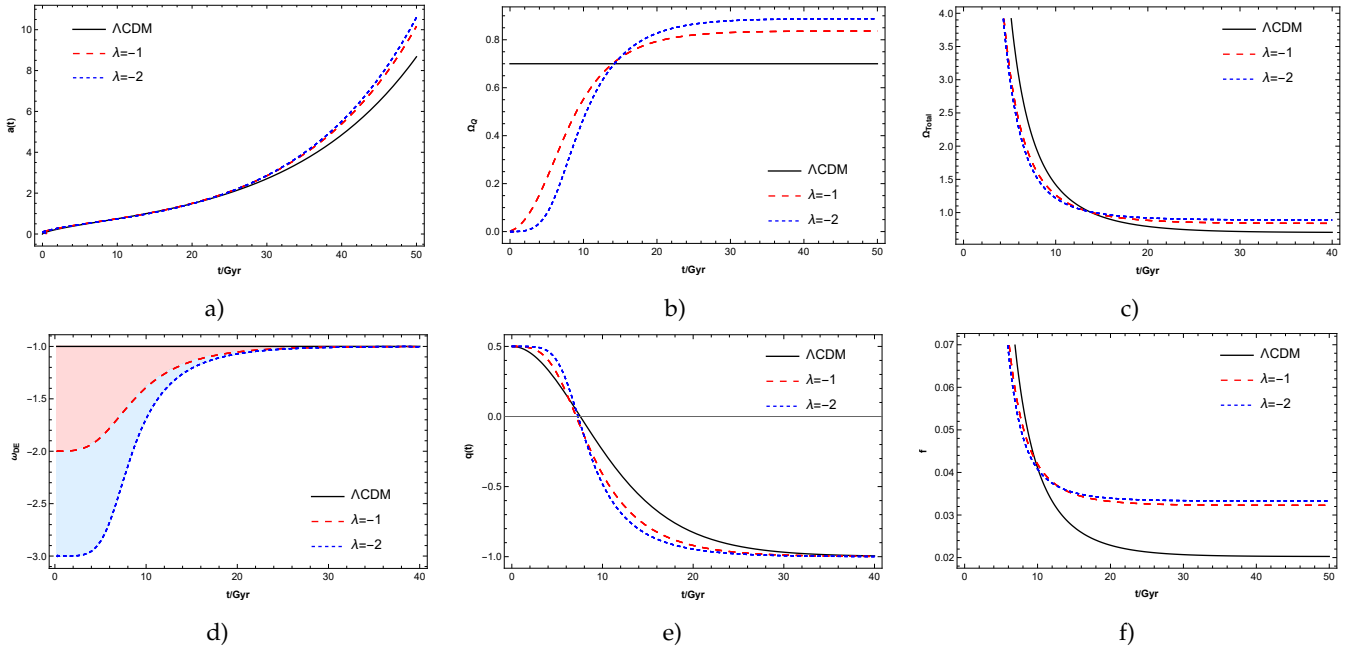 10
8
6
4
2
0
a(t)
0 10 20 30 40 50
t/Gyr
ΛCDM
λ=-1
λ=-2
a)
0.8
0.6
0.4
0.2
0.0
Ω_Q
0 10 20 30 40 50
t/Gyr
ΛCDM
λ=-1
λ=-2
b)
4.0
3.5
3.0
2.5
2.0
1.5
1.0
Ω_Total
0 10 20 30 40
t/Gyr
ΛCDM
λ=-1
λ=-2
c)
-1.0
-1.5
-2.0
-2.5
-3.0
ω_DE
0 10 20 30 40
t/Gyr
ΛCDM
λ=-1
λ=-2
d)
0.5
0.0
-0.5
-1.0
q(t)
0 10 20 30 40
t/Gyr
ΛCDM
λ=-1
λ=-2
e)
0.07
0.06
0.05
0.04
0.03
0.02
f
0 10 20 30 40 50
t/Gyr
ΛCDM
λ=-1
λ=-2
f)